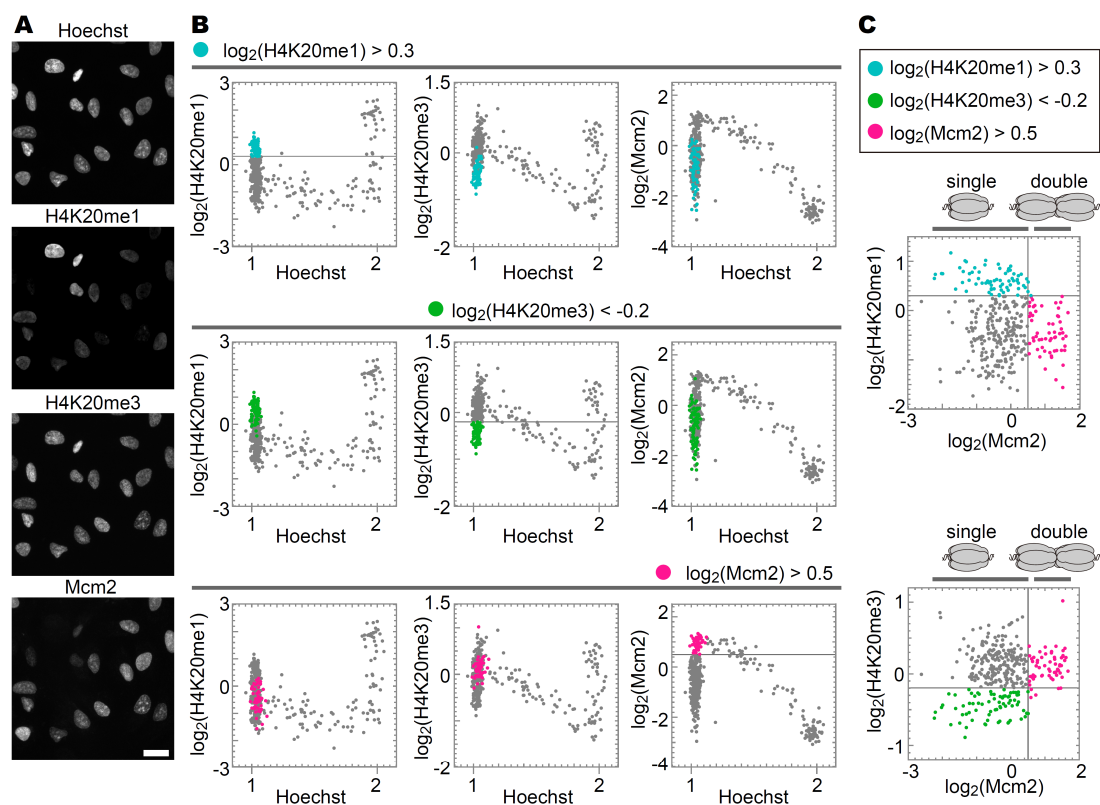 A
Hoechst
H4K20me1
H4K20me3
Mcm2
B
log2(H4K20me1) > 0.3
3
0
-3
log2(H4K20me1)
1
2
Hoechst
1.5
0
-2
log2(H4K20me3)
1
2
Hoechst
2
0
-2
-4
log2(Mcm2)
1
2
Hoechst
log2(H4K20me3) < -0.2
3
0
-3
log2(H4K20me1)
1
2
Hoechst
1.5
0
-2
log2(H4K20me3)
1
2
Hoechst
2
0
-2
-4
log2(Mcm2)
1
2
Hoechst
log2(Mcm2) > 0.5
3
0
-3
log2(H4K20me1)
1
2
Hoechst
1.5
0
-2
log2(H4K20me3)
1
2
Hoechst
2
0
-2
-4
log2(Mcm2)
1
2
Hoechst
C
log2(H4K20me1) > 0.3
log2(H4K20me3) < -0.2
log2(Mcm2) > 0.5
single
double
1
0
-2
log2(H4K20me1)
-3
0
2
log2(Mcm2)
single
double
1
0
-1
log2(H4K20me3)
-3
0
2
log2(Mcm2)